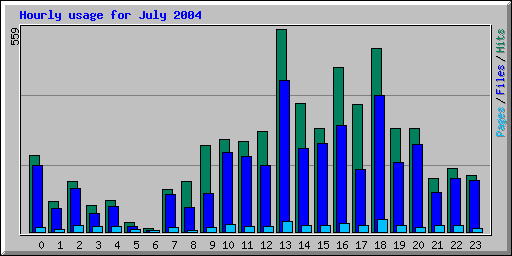 Hourly usage for July 2004
559
Pages / Files / Hits
0 1 2 3 4 5 6 7 8 9 10 11 12 13 14 15 16 17 18 19 20 21 22 23